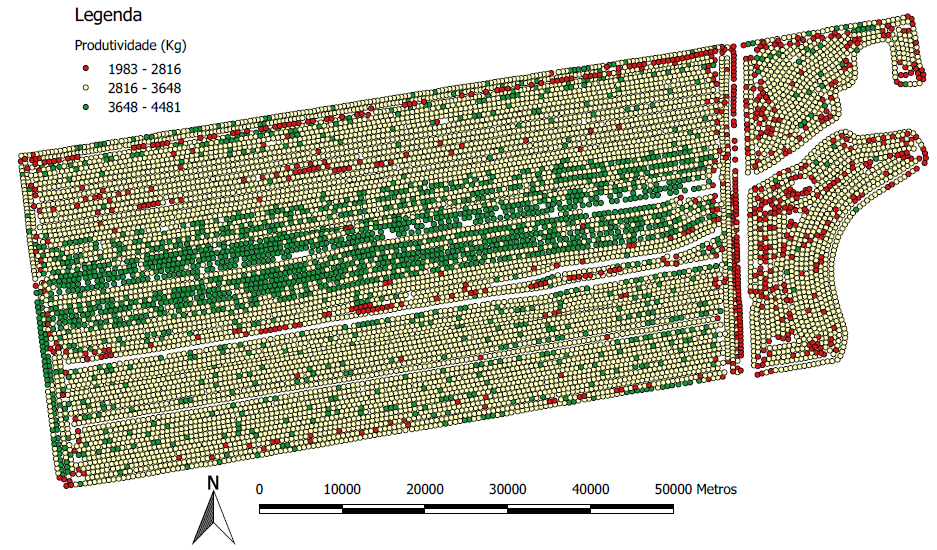 Legenda
Produtividade (Kg)
1983 - 2816
2816 - 3648
3648 - 4481
N
0 10000 20000 30000 40000 50000 Metros